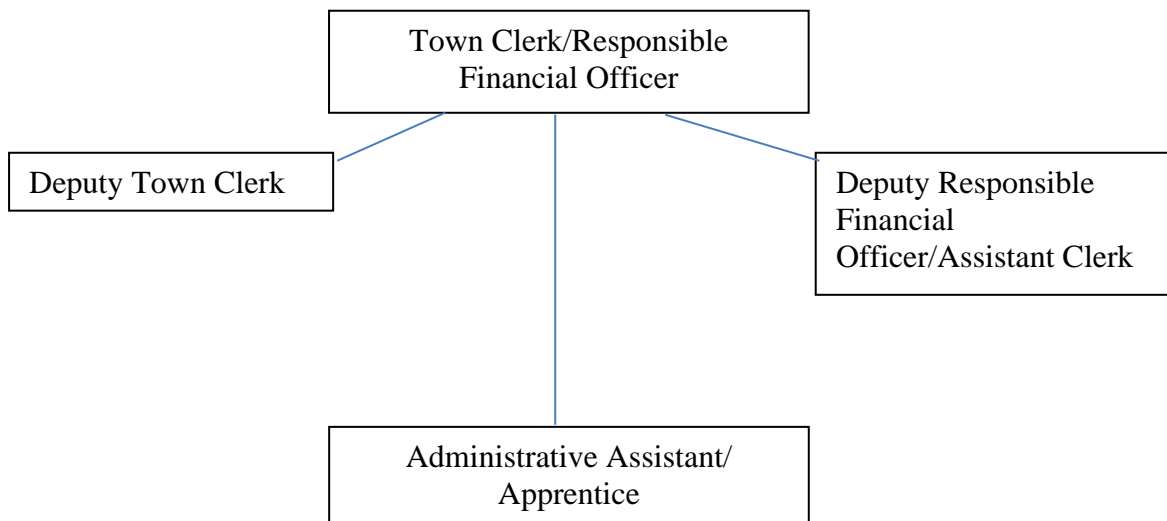 Town Clerk/Responsible
Financial Officer
Deputy Town Clerk
Deputy Responsible
Financial
Officer/Assistant Clerk
Administrative Assistant/
Apprentice